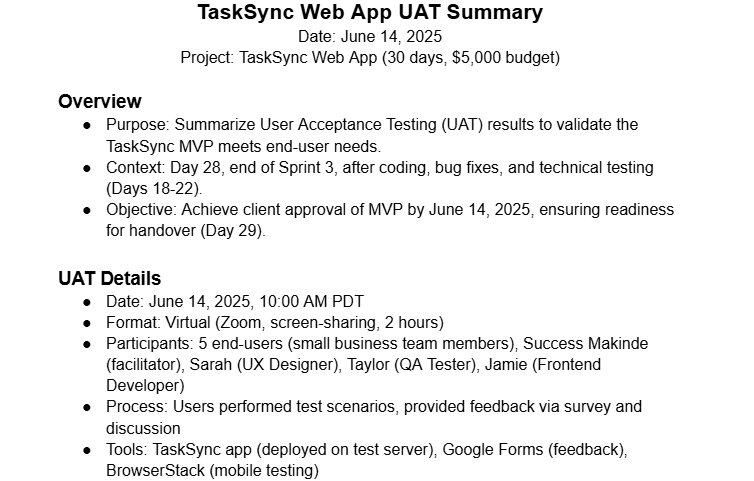 TaskSync Web App UAT Summary
Date: June 14, 2025
Project: TaskSync Web App (30 days, $5,000 budget)
Overview
● Purpose: Summarize User Acceptance Testing (UAT) results to validate the
TaskSync MVP meets end-user needs.
● Context: Day 28, end of Sprint 3, after coding, bug fixes, and technical testing
(Days 18-22).
● Objective: Achieve client approval of MVP by June 14, 2025, ensuring readiness
for handover (Day 29).
UAT Details
● Date: June 14, 2025, 10:00 AM PDT
● Format: Virtual (Zoom, screen-sharing, 2 hours)
● Participants: 5 end-users (small business team members), Success Makinde
(facilitator), Sarah (UX Designer), Taylor (QA Tester), Jamie (Frontend
Developer)
● Process: Users performed test scenarios, provided feedback via survey and
discussion
● Tools: TaskSync app (deployed on test server), Google Forms (feedback),
BrowserStack (mobile testing)